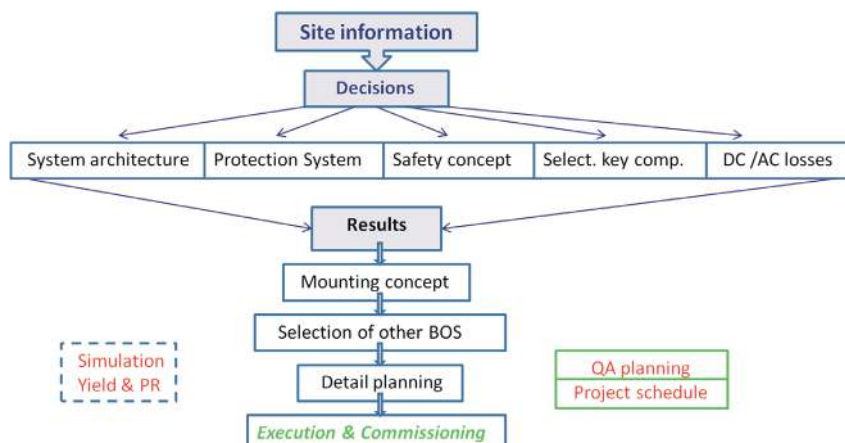 Site information
Decisions
System architecture
Protection System
Safety concept
Select. key comp.
DC /AC losses
Results
Mounting concept
Selection of other BOS
Simulation
Yield & PR
Detail planning
QA planning
Project schedule
Execution & Commissioning